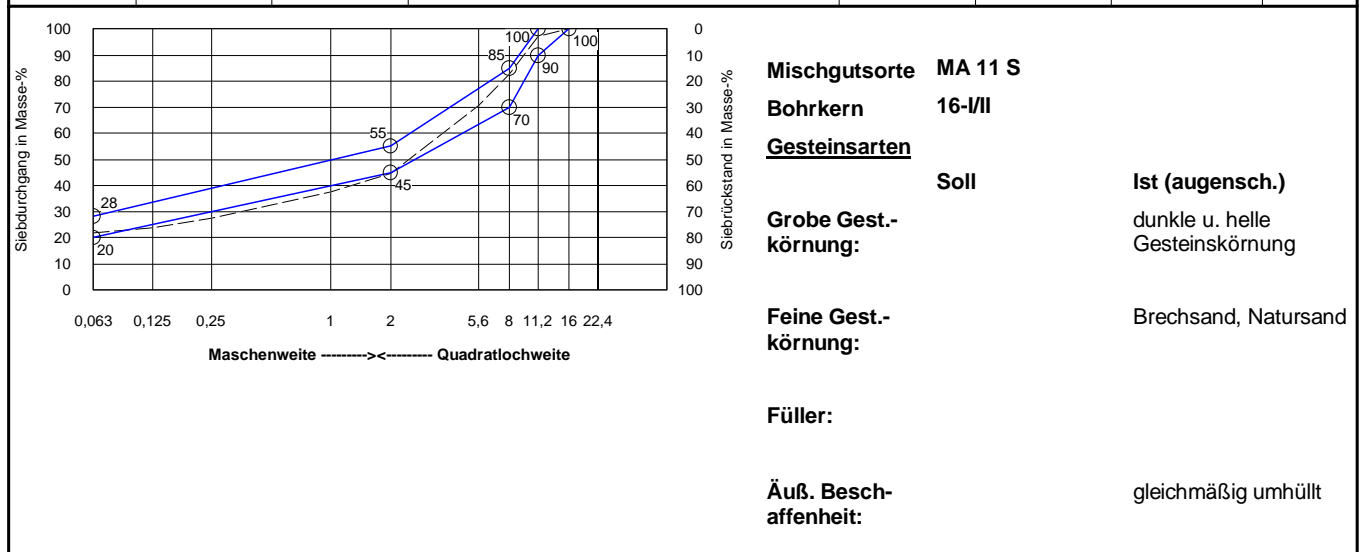 100
90
80
70
60
50
40
30
20
10
0
Siebdurchgang in Masse-%
28
20
55
45
85
70
100
90
100
0
10
20
30
40
50
60
70
80
90
100
Siebrückstand in Masse-%
0,063 0,125 0,25 1 2 5,6 8 11,2 16 22,4
Maschenweite --------->< --------- Quadratlochweite
Mischgutsorte MA 11 S
Bohrkern 16-I/II
Gesteinsarten
Soll Ist (augensch.)
Grobe Gest.- dunkle u. helle
körnung: Gesteinskörnung
Feine Gest.- Brechsand, Natursand
körnung:
Füller:
Äuß. Besch- gleichmäßig umhüllt
affenheit: